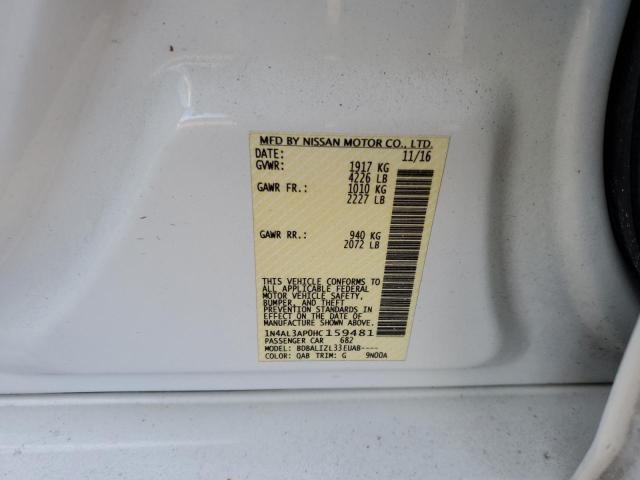 MFD BY NISSAN MOTOR CO., LTD.
DATE: 11/16
GVWR: 1917 KG
4226 LB
GAWR FR.: 1010 KG
2227 LB
GAWR RR.: 940 KG
2072 LB
THIS VEHICLE CONFORMS TO
ALL APPLICABLE FEDERAL
MOTOR VEHICLE SAFETY,
BUMPER, AND THEFT
PREVENTION STANDARDS IN
EFFECT ON THE DATE OF
MANUFACTURE SHOWN ABOVE.
1N4AL3AP0HC159481
PASSENGER CAR 682
MODEL: BDBALIZL33EUAB----
COLOR: QAB TRIM: G 9N00A